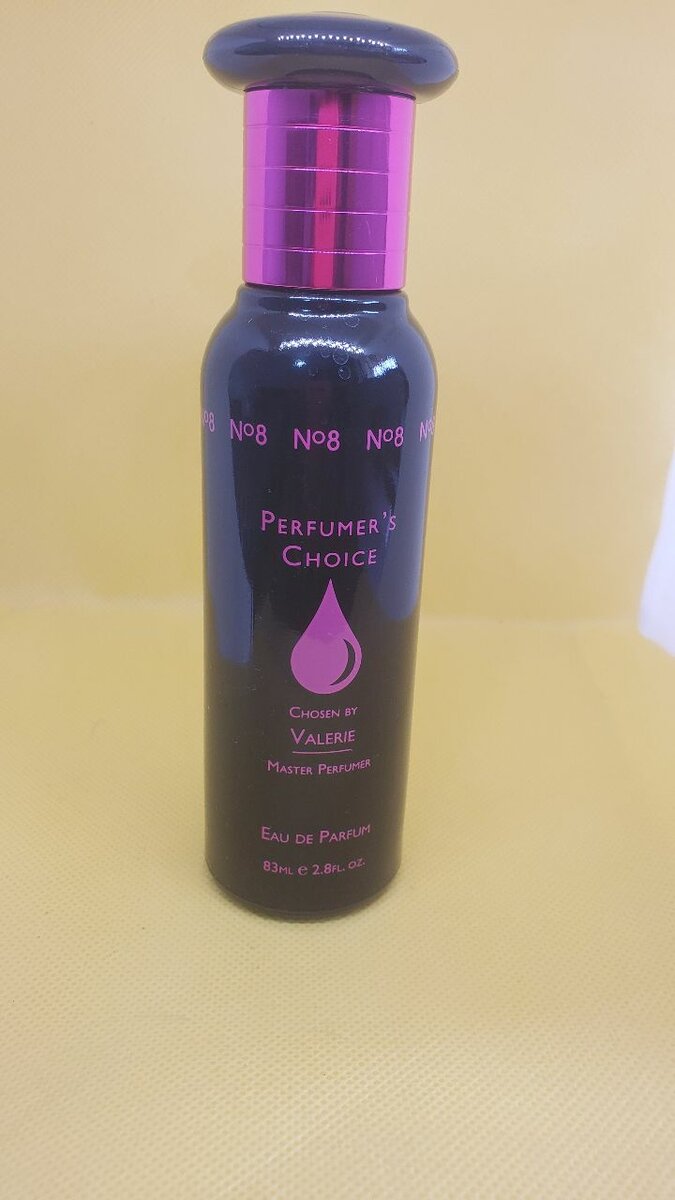 Nº8 Nº8 Nº8
PERFUMER'S
CHOICE
CHOSEN BY
VALERIE
MASTER PERFUMER
EAU DE PARFUM
83ML ℮ 2.8FL. OZ.